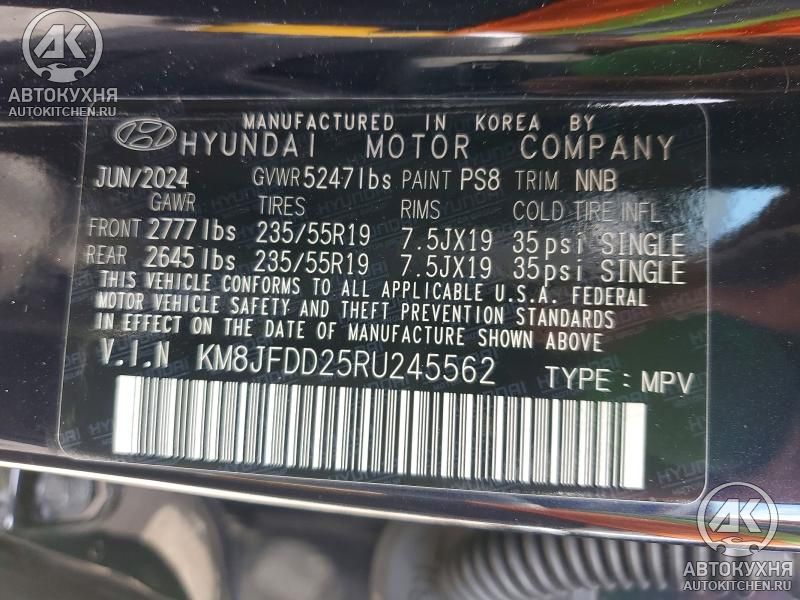 AK
АВТОКУХНЯ
AUTOKITCHEN.RU
MANUFACTURED IN KOREA BY
HYUNDAI MOTOR COMPANY
JUN/2024 GVWR 5247lbs PAINT PS8 TRIM NNB
GAWR TIRES RIMS COLD TIRE INFL
FRONT 2777lbs 235/55R19 7.5JX19 35psi SINGLE
REAR 2645lbs 235/55R19 7.5JX19 35psi SINGLE
THIS VEHICLE CONFORMS TO ALL APPLICABLE U.S.A. FEDERAL
MOTOR VEHICLE SAFETY AND THEFT PREVENTION STANDARDS
IN EFFECT ON THE DATE OF MANUFACTURE SHOWN ABOVE.
V.I.N KM8JFDD25RU245562 TYPE : MPV
AK
АВТОКУХНЯ
AUTOKITCHEN.RU